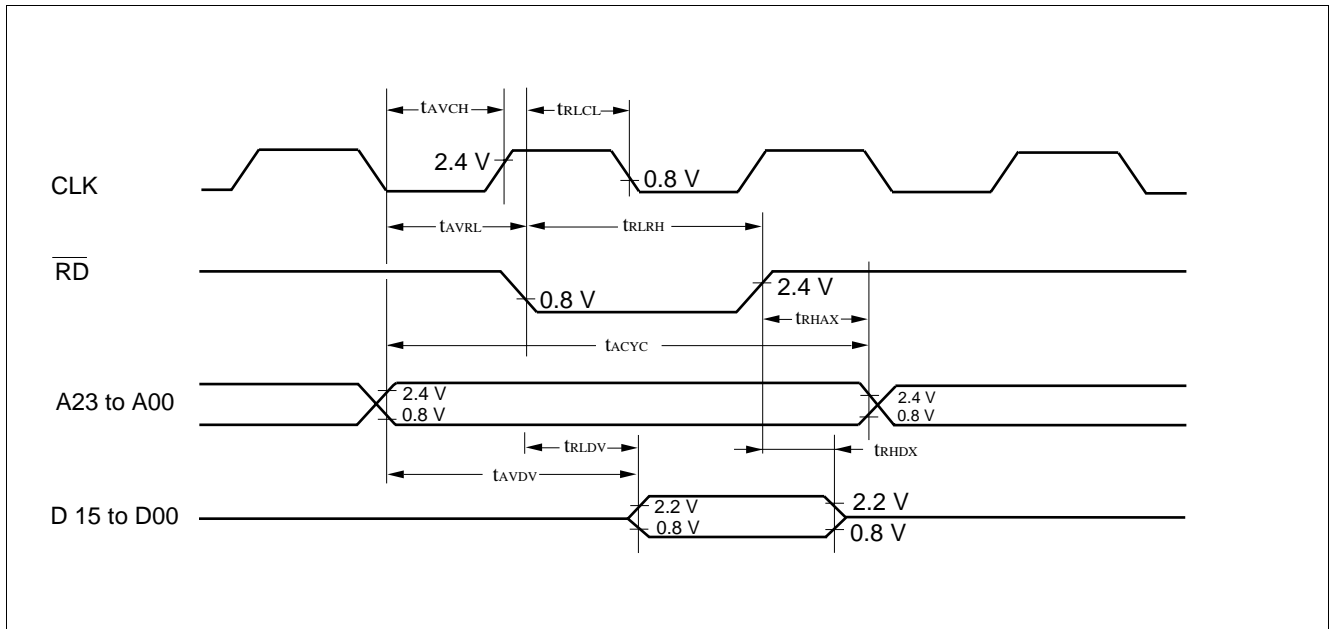 tAVCH
tRLCL
2.4 V
0.8 V
CLK
tAVRL
tRLRH
RD
0.8 V
2.4 V
tRHAX
tACYC
A23 to A00
2.4 V
0.8 V
2.4 V
0.8 V
tRLDV
tRHDX
tAVDV
D 15 to D00
2.2 V
0.8 V
2.2 V
0.8 V